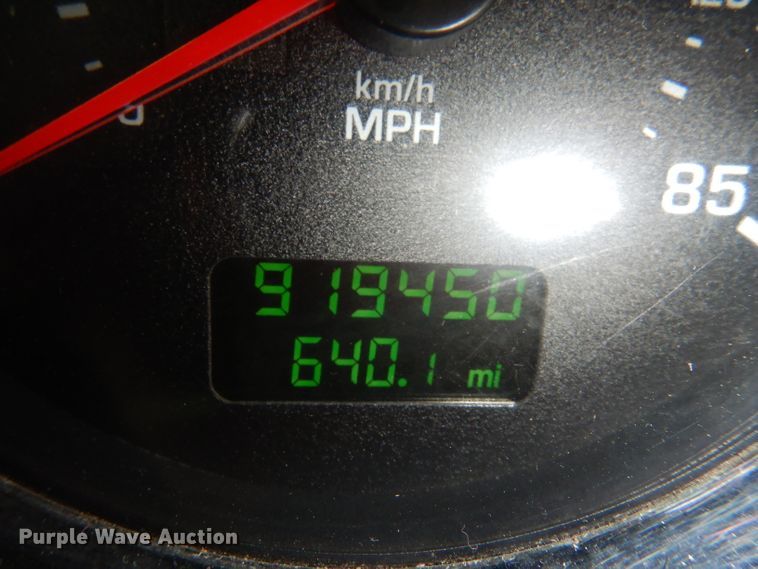 km/h
MPH
85
919450
640.1 mi
Purple Wave Auction